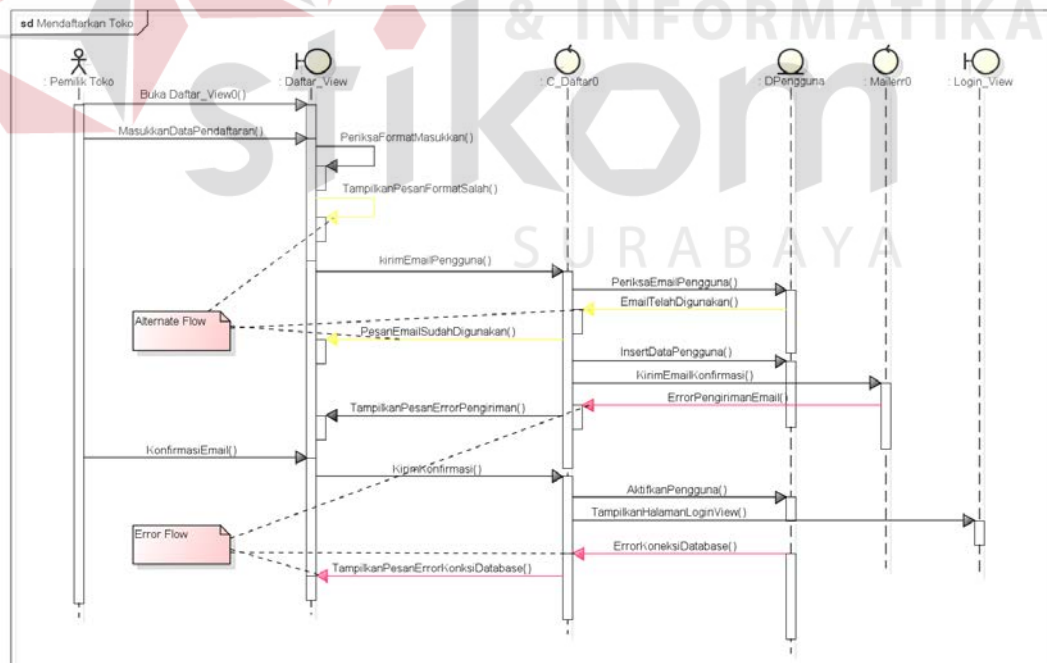 & INFORMATIKA
stikom
SURABAYA
sd Mendaftarkan Toko
: Pemilik Toko
: Daftar_View
: C_Daftar0
: DPengguna
: Mailerr0
: Login_View
Buka Daftar_View0()
MasukkanDataPendaftaran()
PeriksaFormatMasukkan()
TampilkanPesanFormatSalah()
kirimEmailPengguna()
PeriksaEmailPengguna()
EmailTelahDigunakan()
Alternate Flow
PesanEmailSudahDigunakan()
InsertDataPengguna()
KirimEmailKonfirmasi()
ErrorPengirimanEmail()
TampilkanPesanErrorPengiriman()
KonfirmasiEmail()
KirimKonfirmasi()
AktifkanPengguna()
TampilkanHalamanLoginView()
Error Flow
ErrorKoneksiDatabase()
TampilkanPesanErrorKonksiDatabase()